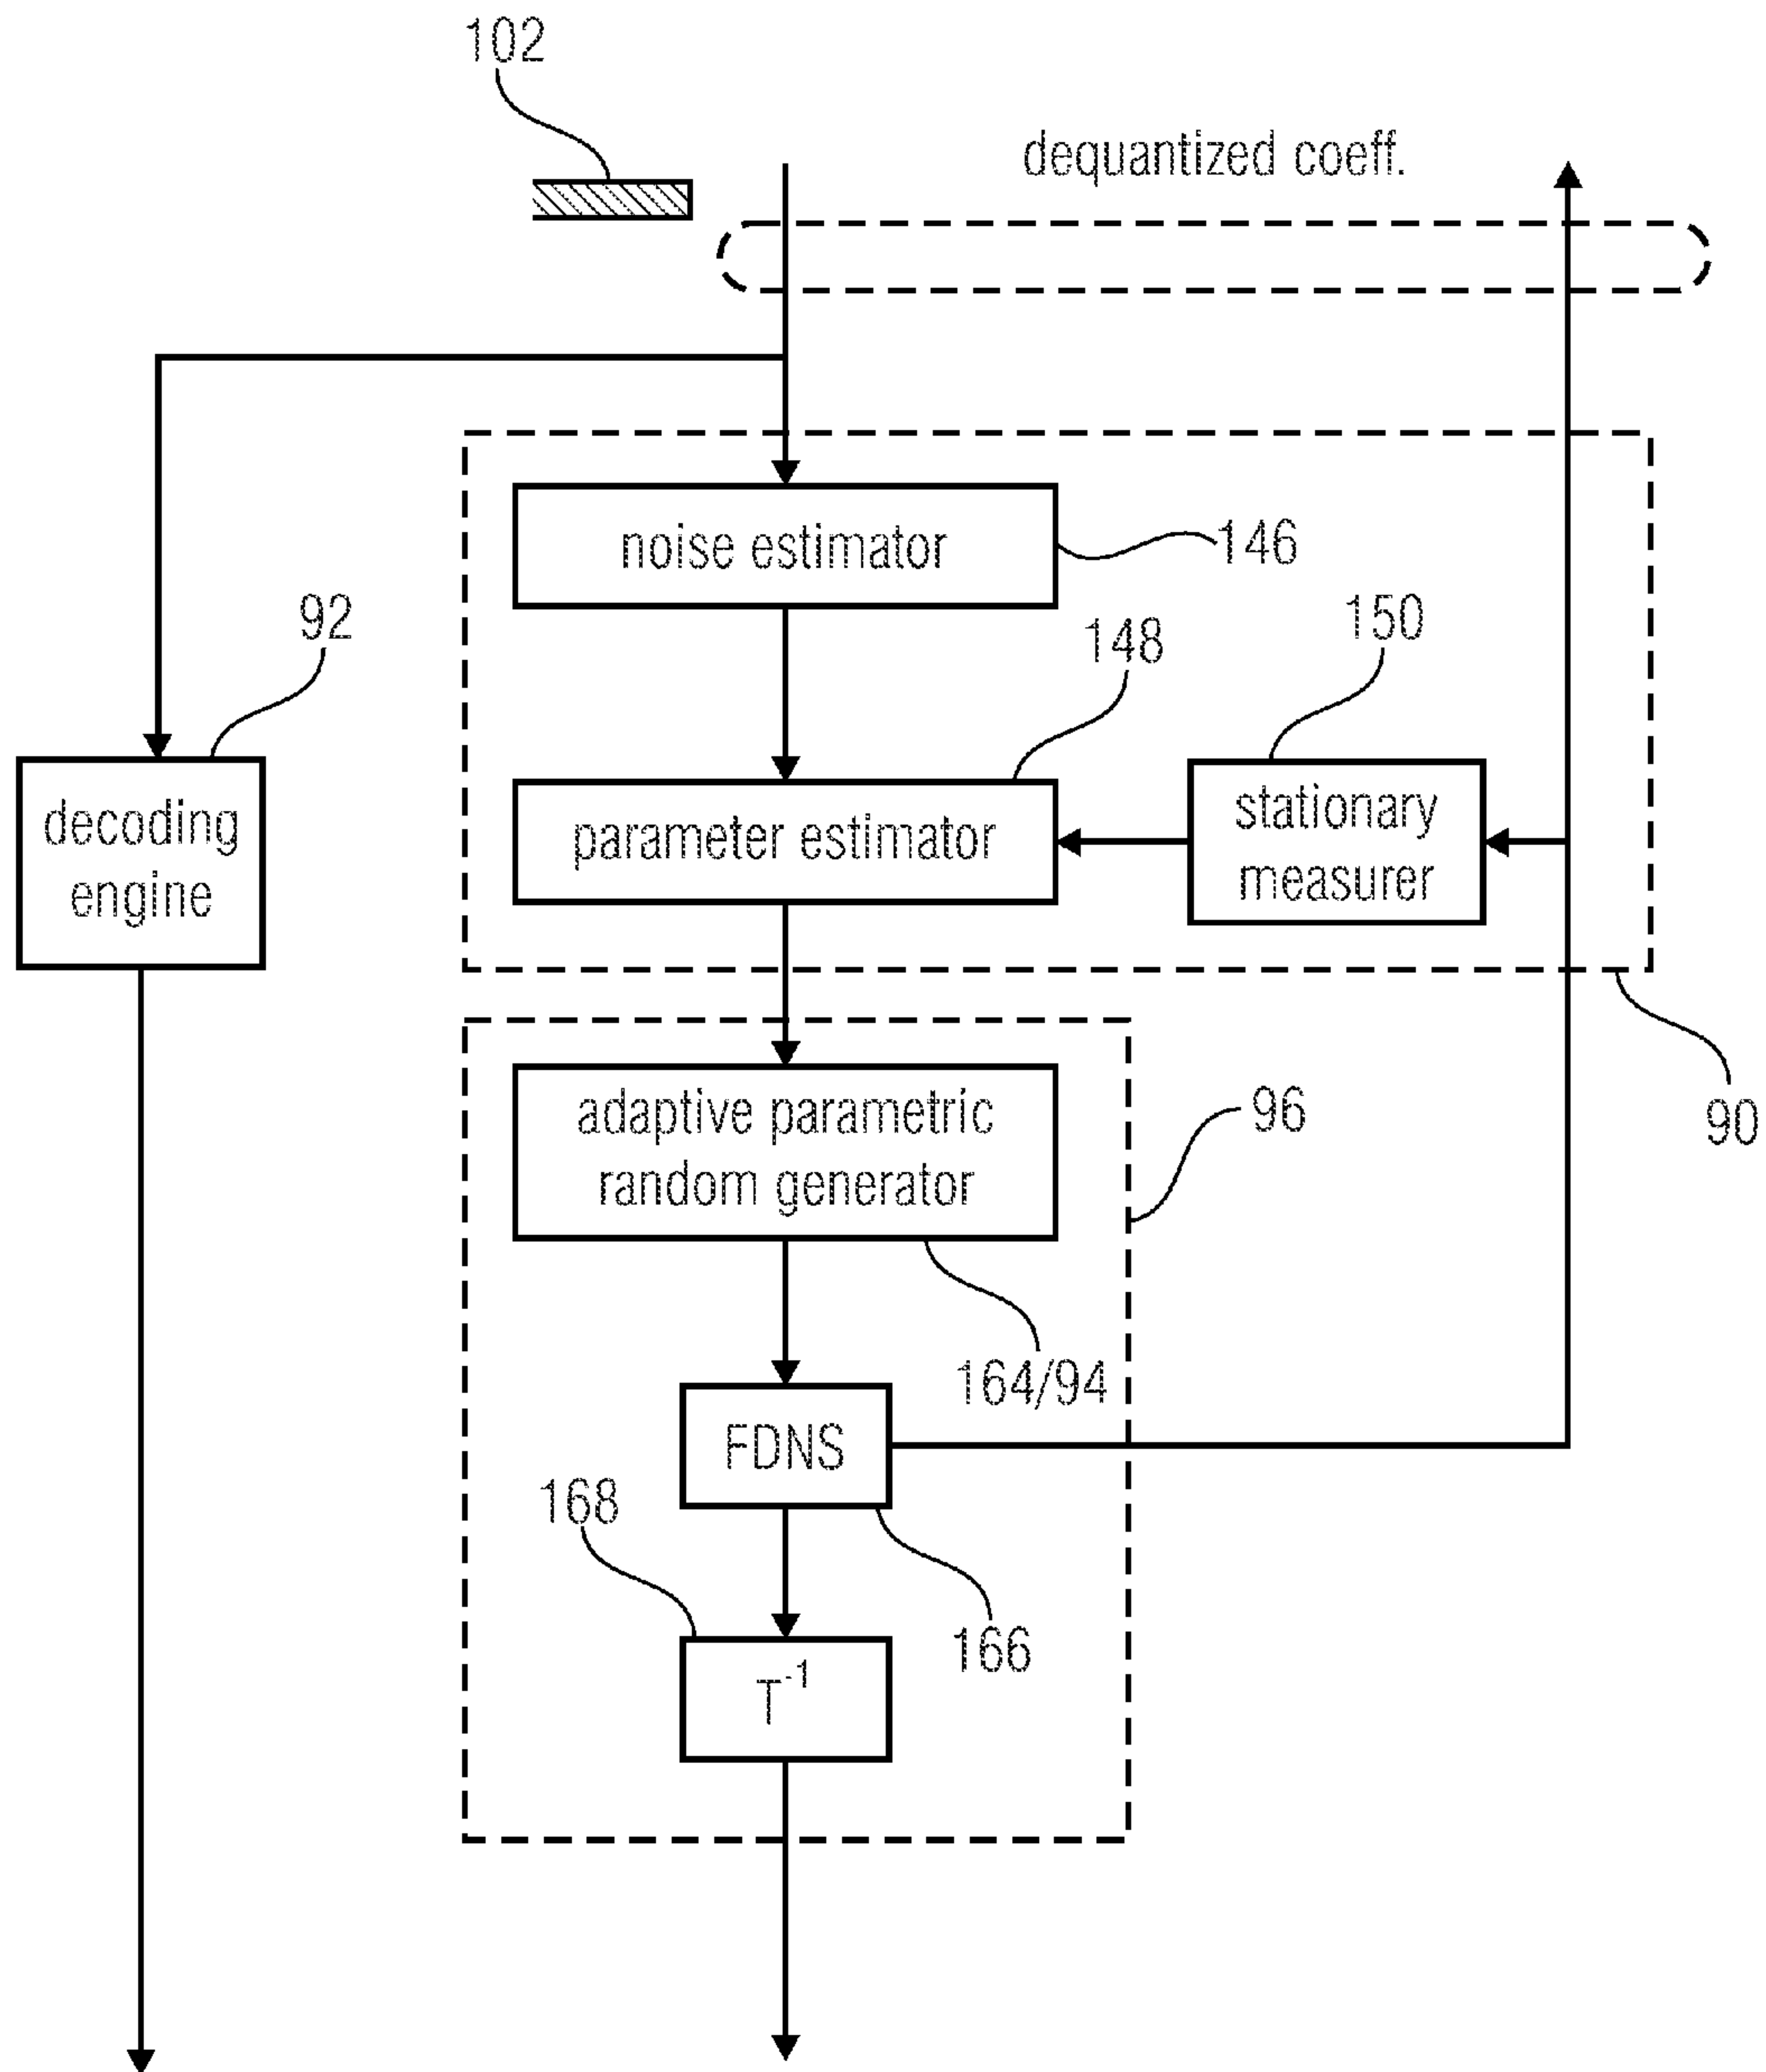 102
dequantized coeff.
noise estimator
146
92
148
150
decoding
engine
parameter estimator
stationary
measurer
90
adaptive parametric
random generator
96
164/94
FDNS
168
166
T-1